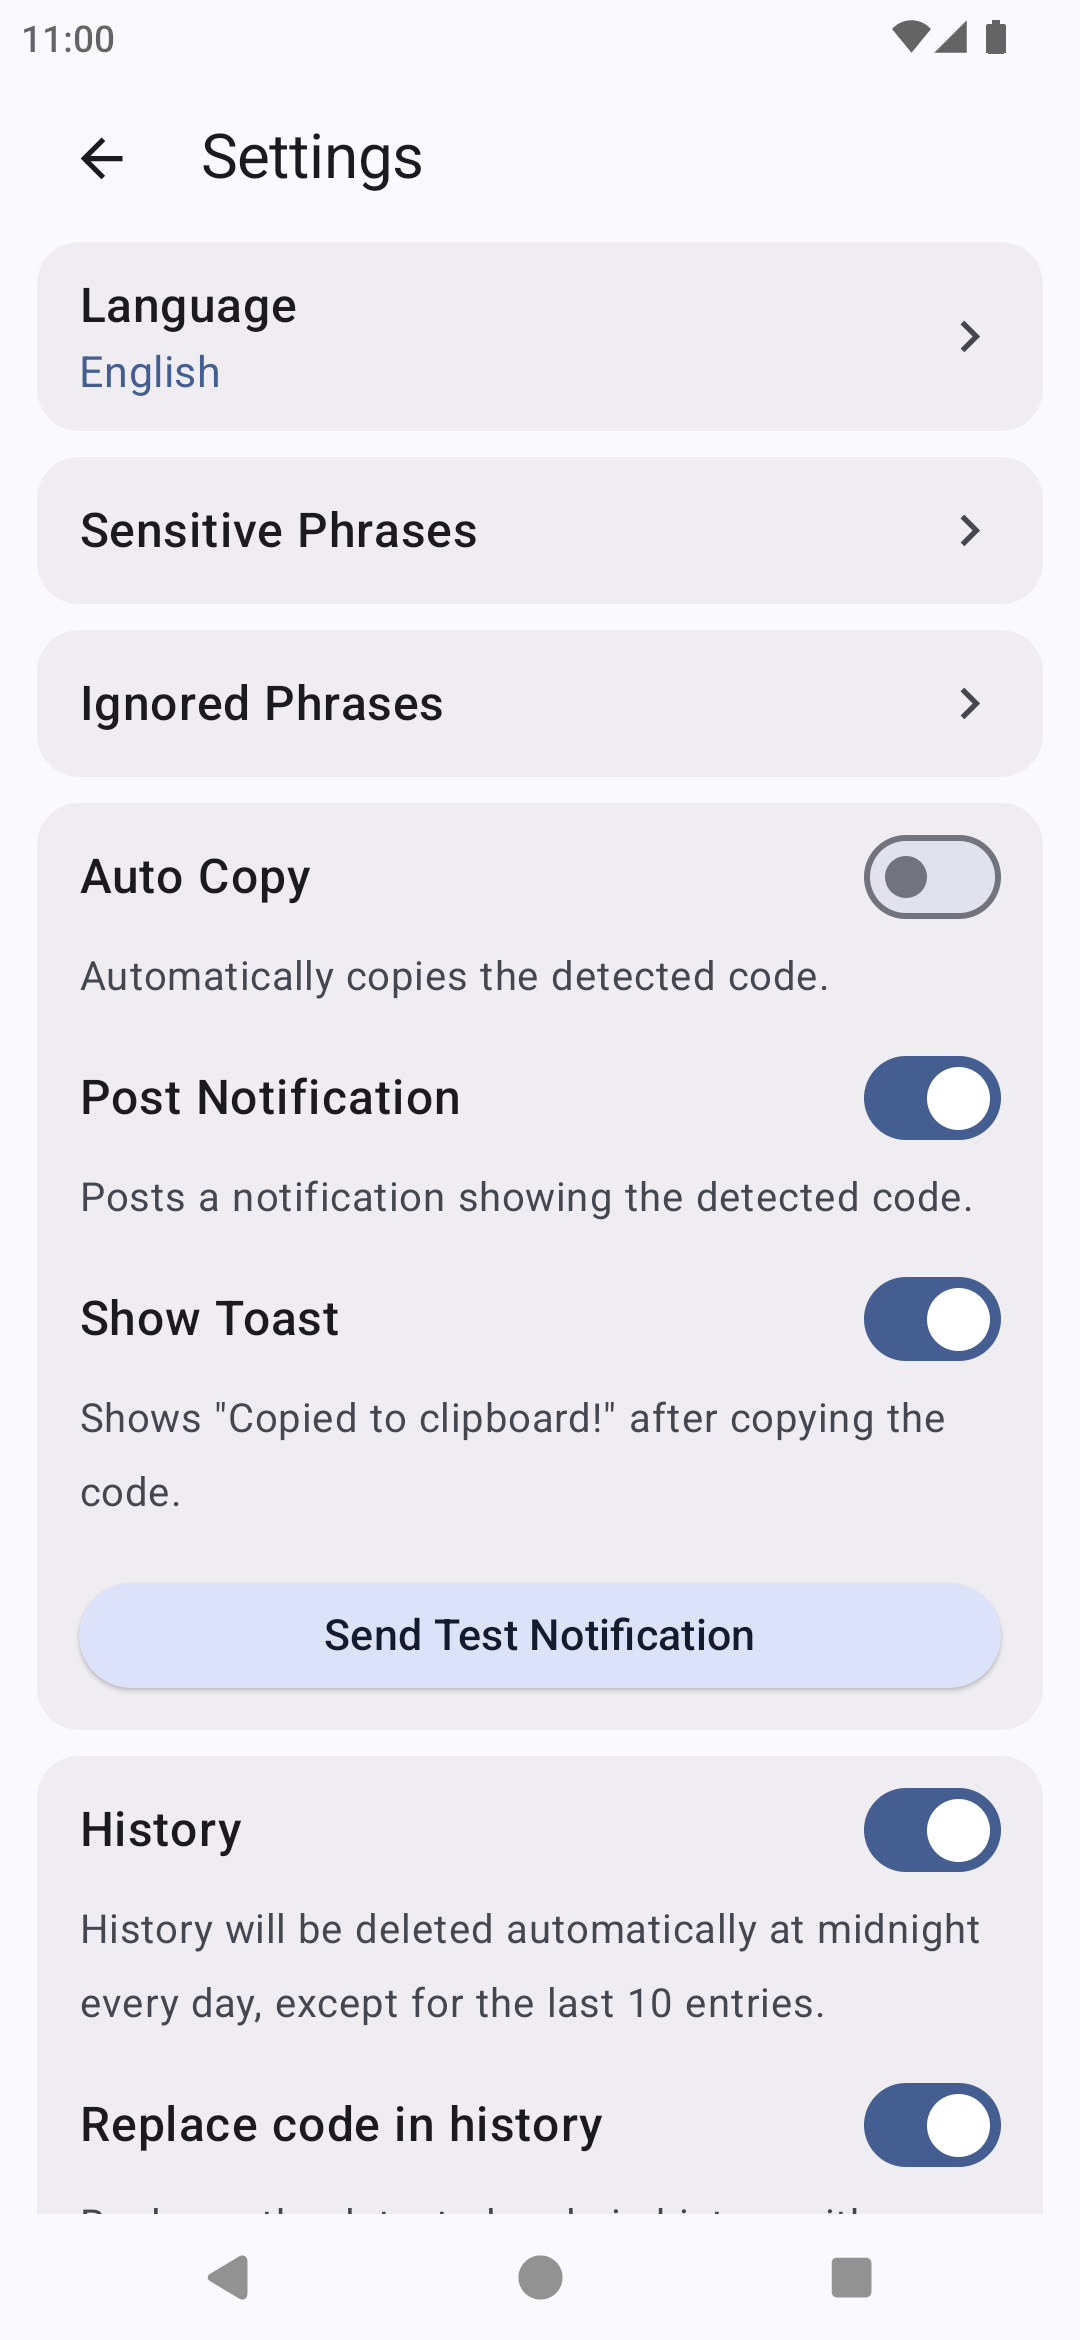 11:00
Settings
Language
English
Sensitive Phrases
Ignored Phrases
Auto Copy
Automatically copies the detected code.
Post Notification
Posts a notification showing the detected code.
Show Toast
Shows "Copied to clipboard!" after copying the
code.
Send Test Notification
History
History will be deleted automatically at midnight
every day, except for the last 10 entries.
Replace code in history